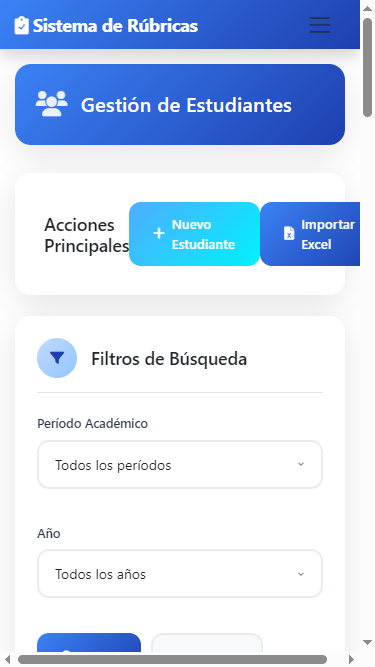 Sistema de Rúbricas
Gestión de Estudiantes
Acciones
Principales
Nuevo
Estudiante
Importar
Excel
Filtros de Búsqueda
Período Académico
Todos los períodos
Año
Todos los años